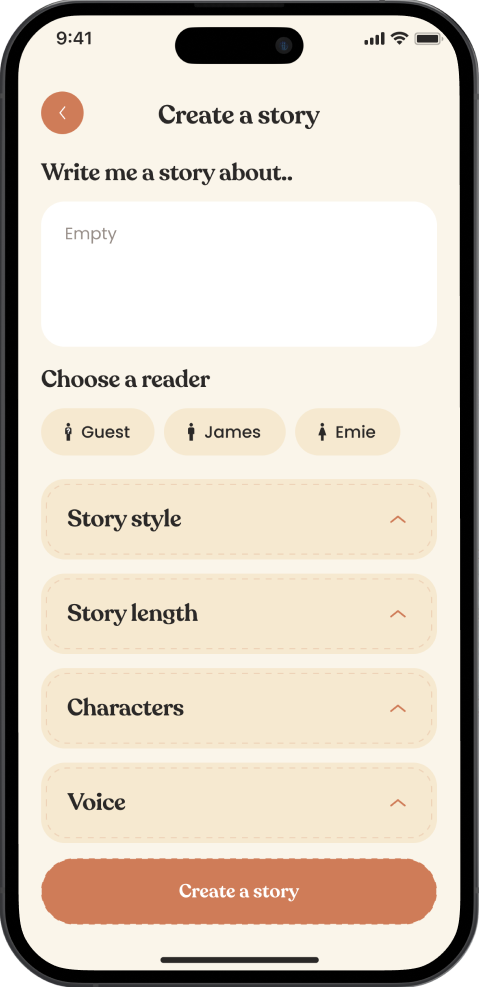 9:41
Create a story
Write me a story about..
Empty
Choose a reader
Guest James Emie
Story style
Story length
Characters
Voice
Create a story